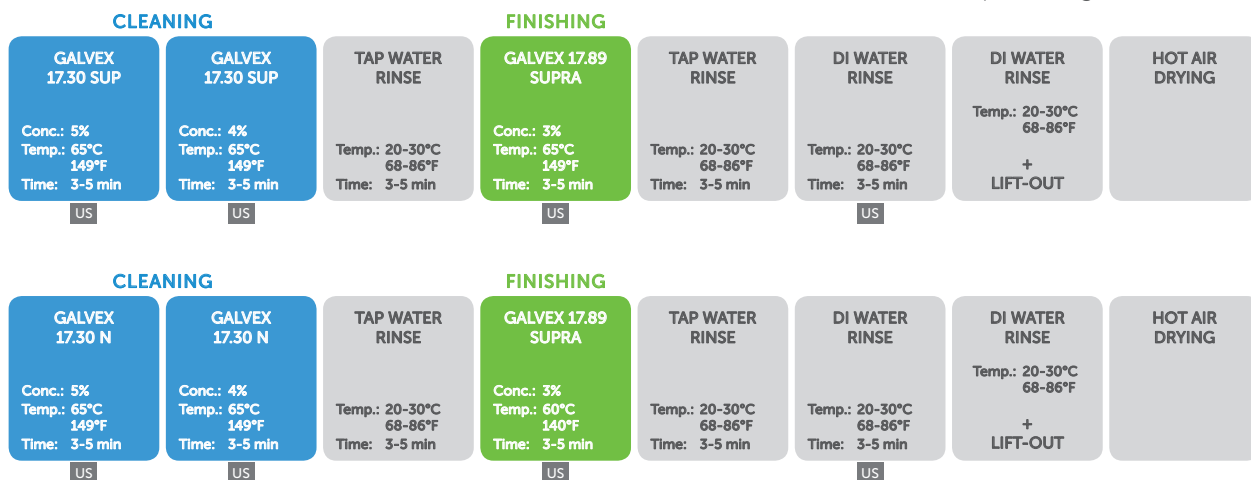 CLEANING
FINISHING
GALVEX
17.30 SUP
Conc.: 5%
Temp.: 65°C
149°F
Time: 3-5 min
US
GALVEX
17.30 SUP
Conc.: 4%
Temp.: 65°C
149°F
Time: 3-5 min
US
TAP WATER
RINSE
Temp.: 20-30°C
68-86°F
Time: 3-5 min
GALVEX 17.89
SUPRA
Conc.: 3%
Temp.: 65°C
149°F
Time: 3-5 min
US
TAP WATER
RINSE
Temp.: 20-30°C
68-86°F
Time: 3-5 min
DI WATER
RINSE
Temp.: 20-30°C
68-86°F
Time: 3-5 min
US
DI WATER
RINSE
Temp.: 20-30°C
68-86°F
+
LIFT-OUT
HOT AIR
DRYING
CLEANING
FINISHING
GALVEX
17.30 N
Conc.: 5%
Temp.: 65°C
149°F
Time: 3-5 min
US
GALVEX
17.30 N
Conc.: 4%
Temp.: 65°C
149°F
Time: 3-5 min
US
TAP WATER
RINSE
Temp.: 20-30°C
68-86°F
Time: 3-5 min
GALVEX 17.89
SUPRA
Conc.: 3%
Temp.: 60°C
140°F
Time: 3-5 min
US
TAP WATER
RINSE
Temp.: 20-30°C
68-86°F
Time: 3-5 min
DI WATER
RINSE
Temp.: 20-30°C
68-86°F
Time: 3-5 min
US
DI WATER
RINSE
Temp.: 20-30°C
68-86°F
+
LIFT-OUT
HOT AIR
DRYING